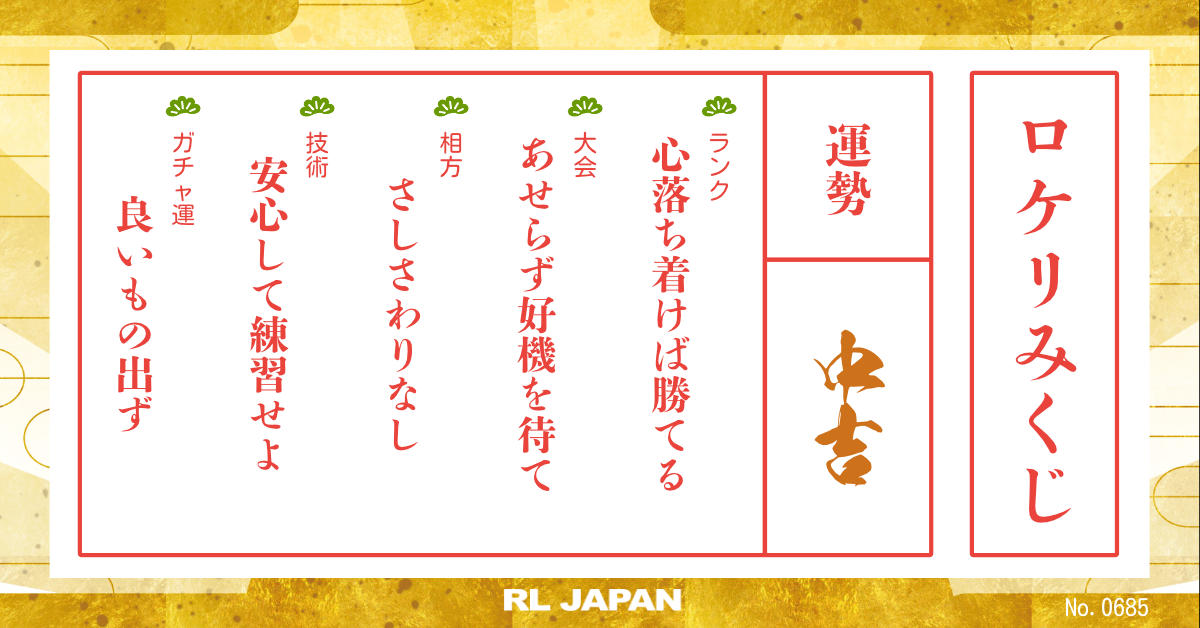 ロケリみくじ
運勢
中吉
ランク
心落ち着けば勝てる
大会
あせらず好機を待て
相方
さしさわりなし
技術
安心して練習せよ
ガチャ運
良いもの出ず
RL JAPAN
No. 0685